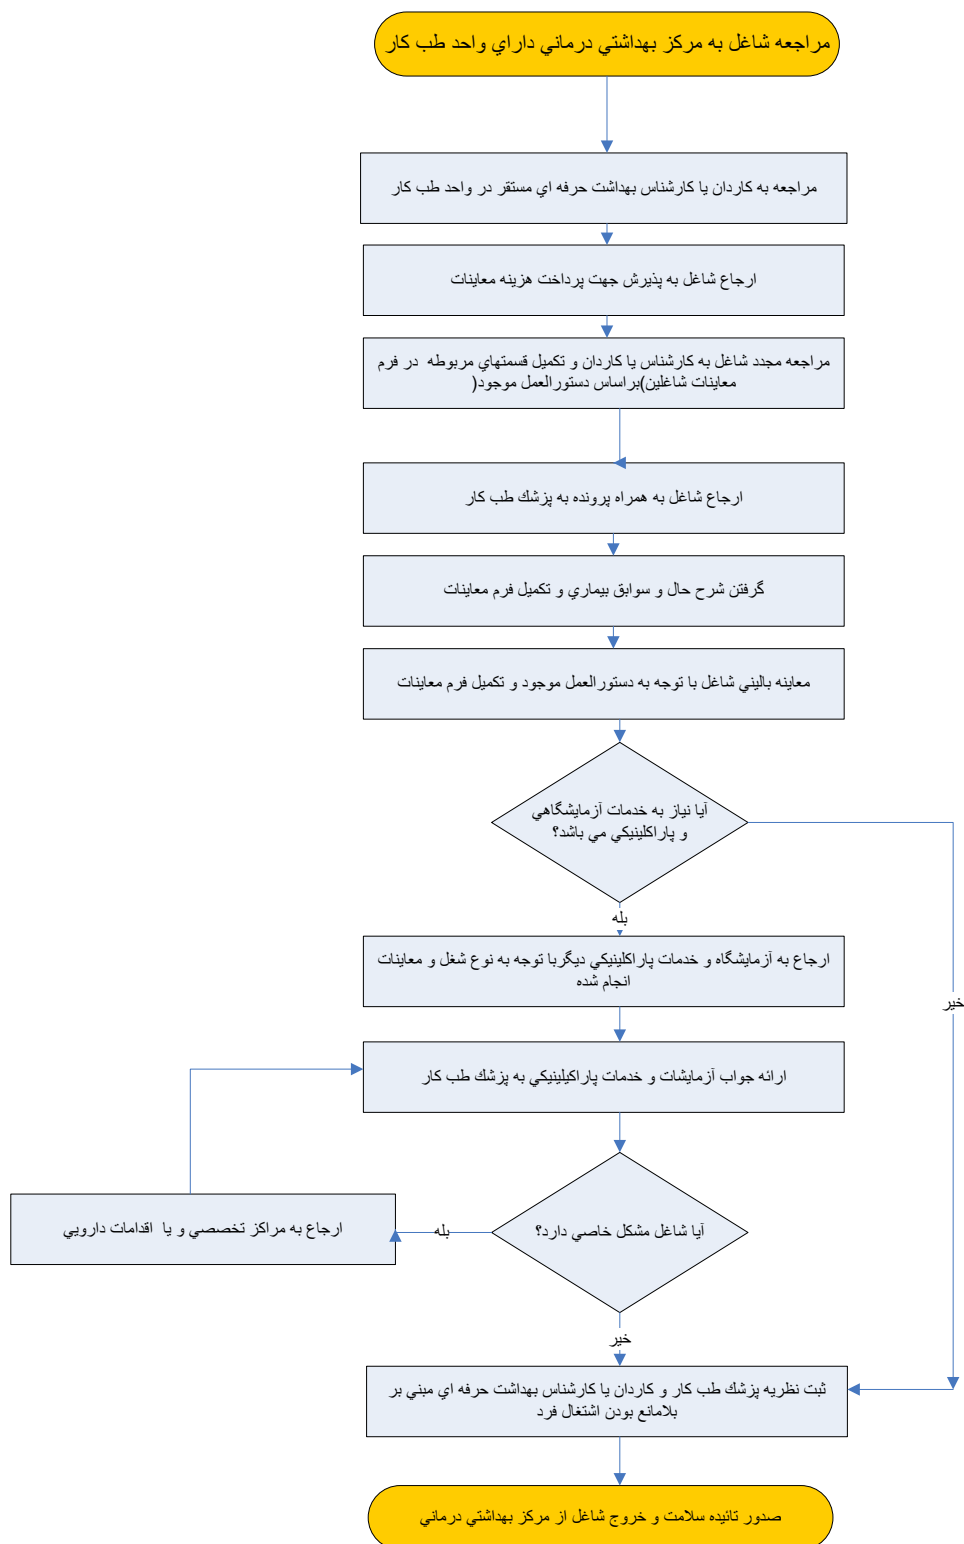 مراجعه شاغل به مركز بهداشتي درماني داراي واحد طب كار
مراجعه به كاردان يا كارشناس بهداشت حرفه اي مستقر در واحد طب كار
ارجاع شاغل به پذيرش جهت پرداخت هزينه معاينات
مراجعه مجدد شاغل به كارشناس يا كاردان و تكميل قسمتهاي مربوطه در فرم
معاينات شاغلين)براساس دستورالعمل موجود(
ارجاع شاغل به همراه پرونده به پزشك طب كار
گرفتن شرح حال و سوابق بيماري و تكميل فرم معاينات
معاينه باليني شاغل با توجه به دستورالعمل موجود و تكميل فرم معاينات
آيا نياز به خدمات آزمايشگاهي
و پاراكلينيكي مي باشد؟
بله
ارجاع به آزمايشگاه و خدمات پاراكلينيكي ديگربا توجه به نوع شغل و معاينات
انجام شده
خير
ارائه جواب آزمايشات و خدمات پاراكيلينيكي به پزشك طب كار
آيا شاغل مشكل خاصي دارد؟
بله
ارجاع به مراكز تخصصي و يا اقدامات دارويي
خير
ثبت نظريه پزشك طب كار و كاردان يا كارشناس بهداشت حرفه اي مبني بر
بلامانع بودن اشتغال فرد
صدور تائيده سلامت و خروج شاغل از مركز بهداشتي درماني